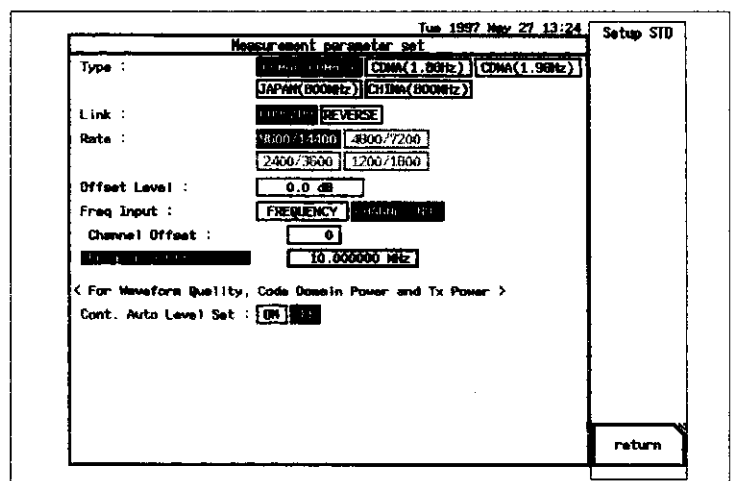 Tue 1997 May 27 13:24
Setup STD
Measurement parameter set
Type : CDMA(1.8GHz) CDMA(1.9GHz)
JAPAN(800MHz) CHINA(800MHz)
Link : REVERSE
Rate : 9600/14400 4800/7200
2400/3600 1200/1800
Offset Level : 0.0 dB
Freq Input : FREQUENCY
Channel Offset : 0
10.000000 MHz
< For Waveform Quality, Code Domain Power and Tx Power >
Cont. Auto Level Set : ON
return